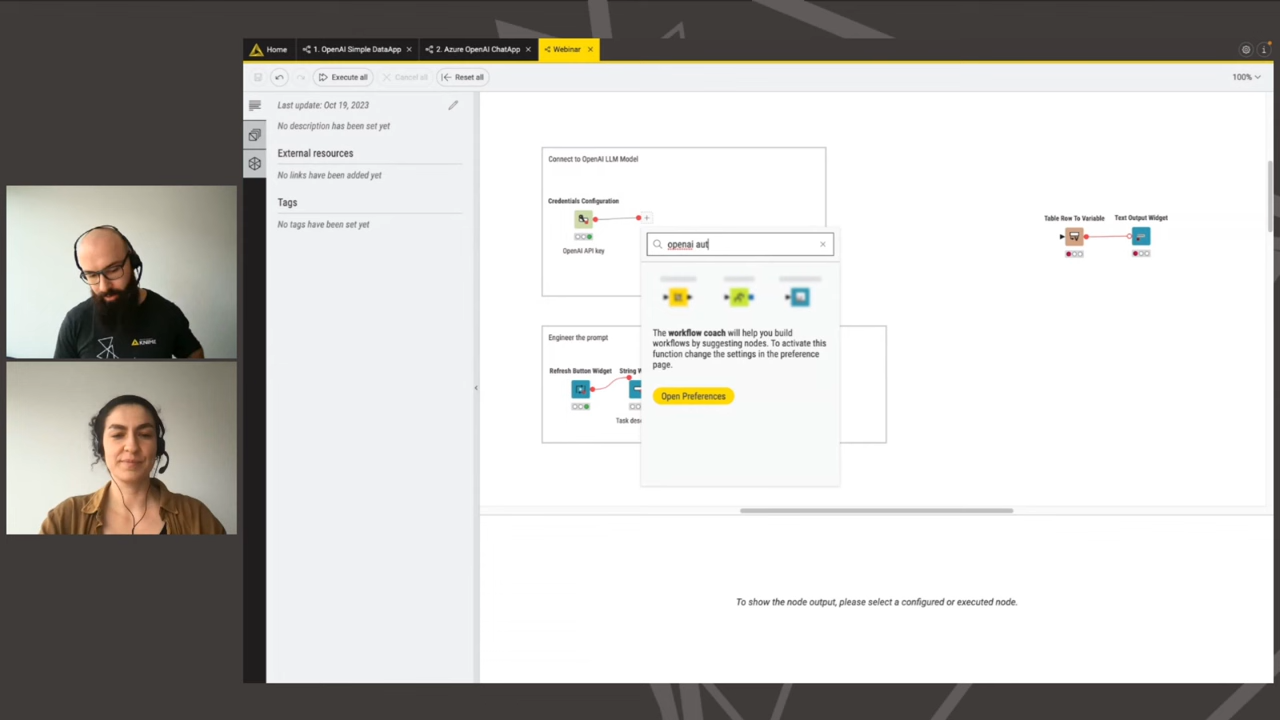 Home
1. OpenAI Simple DataApp
2. Azure OpenAI ChatApp
Webinar
Execute all
Cancel all
Reset all
100%
Last update: Oct 19, 2023
No description has been set yet
External resources
No links have been added yet
Tags
No tags have been set yet
Connect to OpenAI LLM Model
Credentials Configuration
OpenAI API key
openai aut
The workflow coach will help you build
workflows by suggesting nodes. To activate this
function change the settings in the preference
page.
Open Preferences
Engineer the prompt
Refresh Button Widget
String W
Task des
Table Row To Variable
Text Output Widget
To show the node output, please select a configured or executed node.
KNIME